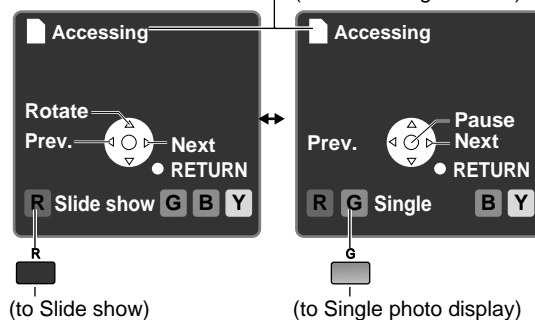 Accessing
Rotate
Prev.
Next
RETURN
R Slide show G B Y
R
(to Slide show)
Accessing
Pause
Prev.
Next
RETURN
R G Single B Y
G
(to Single photo display)